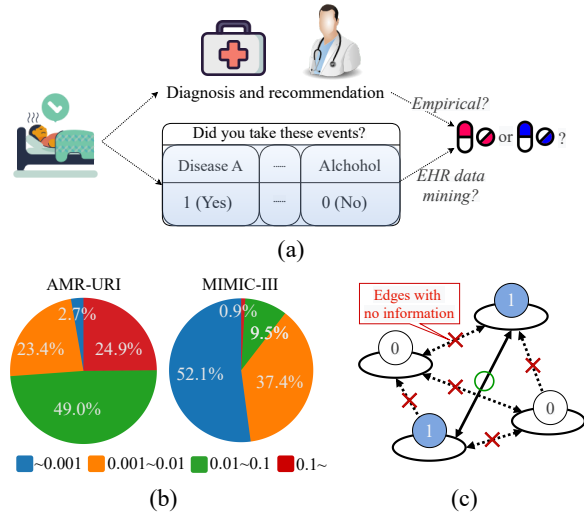 Diagnosis and recommendation
Empirical?
Did you take these events?
Disease A ····· Alchohol
1 (Yes) ····· 0 (No)
or ?
EHR data
mining?
(a)
AMR-URI
2.7%
23.4%
24.9%
49.0%
MIMIC-III
0.9%
9.5%
52.1%
37.4%
~0.001 0.001~0.01 0.01~0.1 0.1~
(b)
Edges with
no information
1
0
0
1
(c)